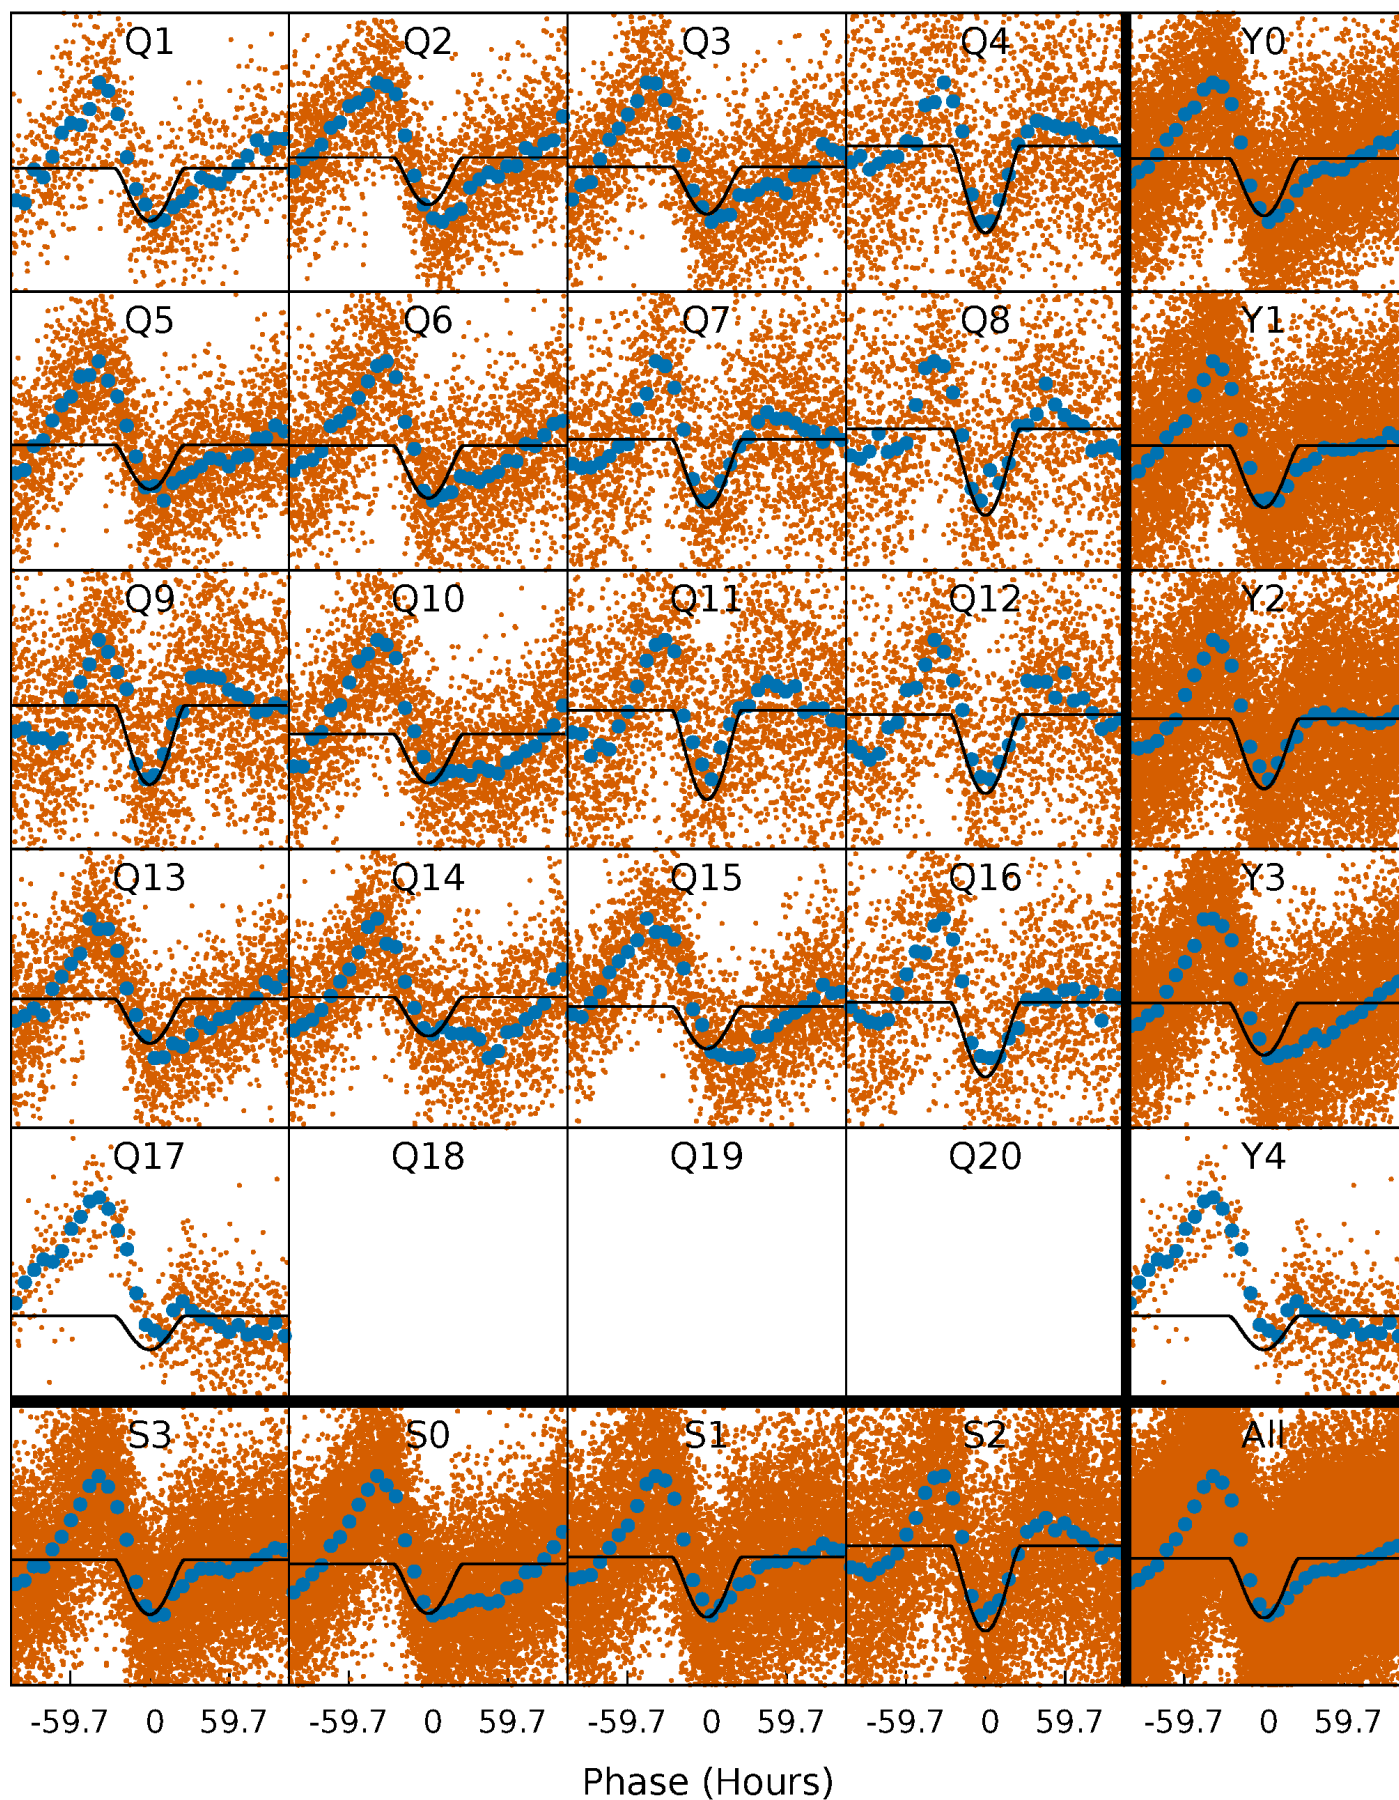 Q1 Q2 Q3 Q4 Y0
Q5 Q6 Q7 Q8 Y1
Q9 Q10 Q11 Q12 Y2
Q13 Q14 Q15 Q16 Y3
Q17 Q18 Q19 Q20 Y4
S3 S0 S1 S2 All
-59.7 0 59.7 -59.7 0 59.7 -59.7 0 59.7 -59.7 0 59.7 -59.7 0 59.7
Phase (Hours)